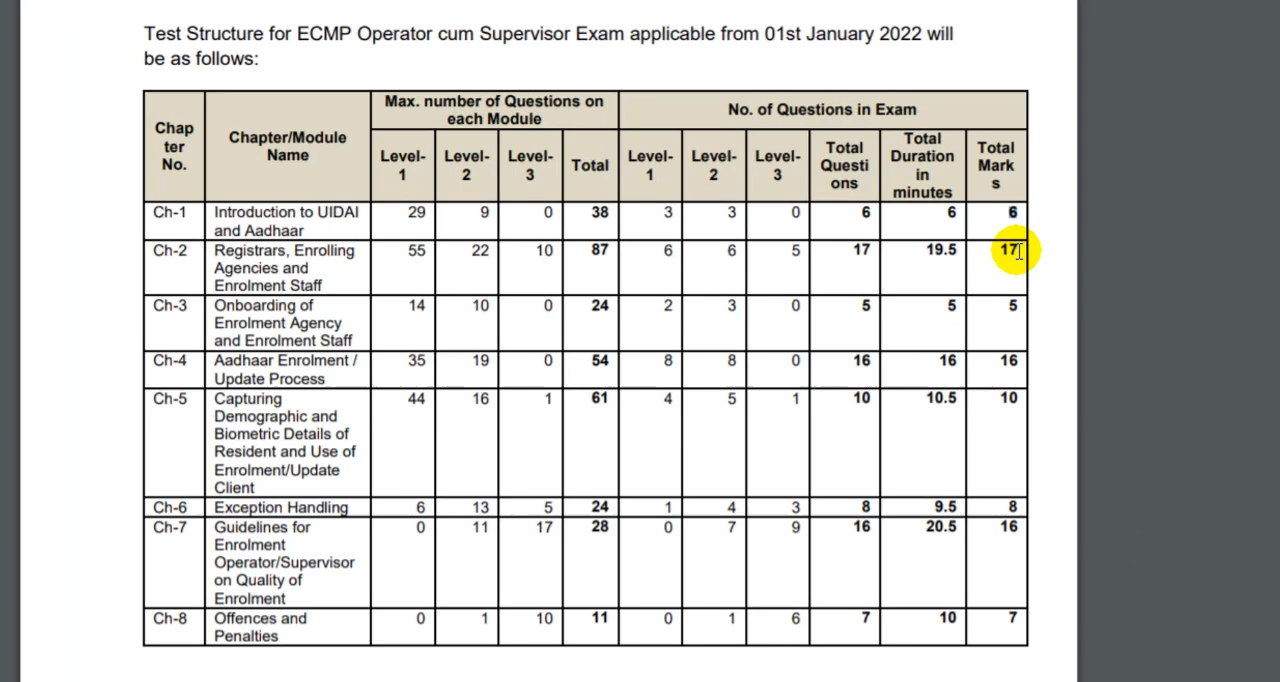 Test Structure for ECMP Operator cum Supervisor Exam applicable from 01st January 2022 will
be as follows:
Chap
ter
No.
Chapter/Module
Name
Max. number of Questions on
each Module
No. of Questions in Exam
Level-
1
Level-
2
Level-
3
Total
Level-
1
Level-
2
Level-
3
Total
Questi
ons
Total
Duration
in
minutes
Total
Mark
s
Ch-1 Introduction to UIDAI 29 9 0 38 3 3 0 6 6 6
and Aadhaar
Ch-2 Registrars, Enrolling 55 22 10 87 6 6 5 17 19.5 17
Agencies and
Enrolment Staff
Ch-3 Onboarding of 14 10 0 24 2 3 0 5 5 5
Enrolment Agency
and Enrolment Staff
Ch-4 Aadhaar Enrolment / 35 19 0 54 8 8 0 16 16 16
Update Process
Ch-5 Capturing 44 16 1 61 4 5 1 10 10.5 10
Demographic and
Biometric Details of
Resident and Use of
Enrolment/Update
Client
Ch-6 Exception Handling 6 13 5 24 1 4 3 8 9.5 8
Ch-7 Guidelines for 0 11 17 28 0 7 9 16 20.5 16
Enrolment
Operator/Supervisor
on Quality of
Enrolment
Ch-8 Offences and 0 1 10 11 0 1 6 7 10 7
Penalties